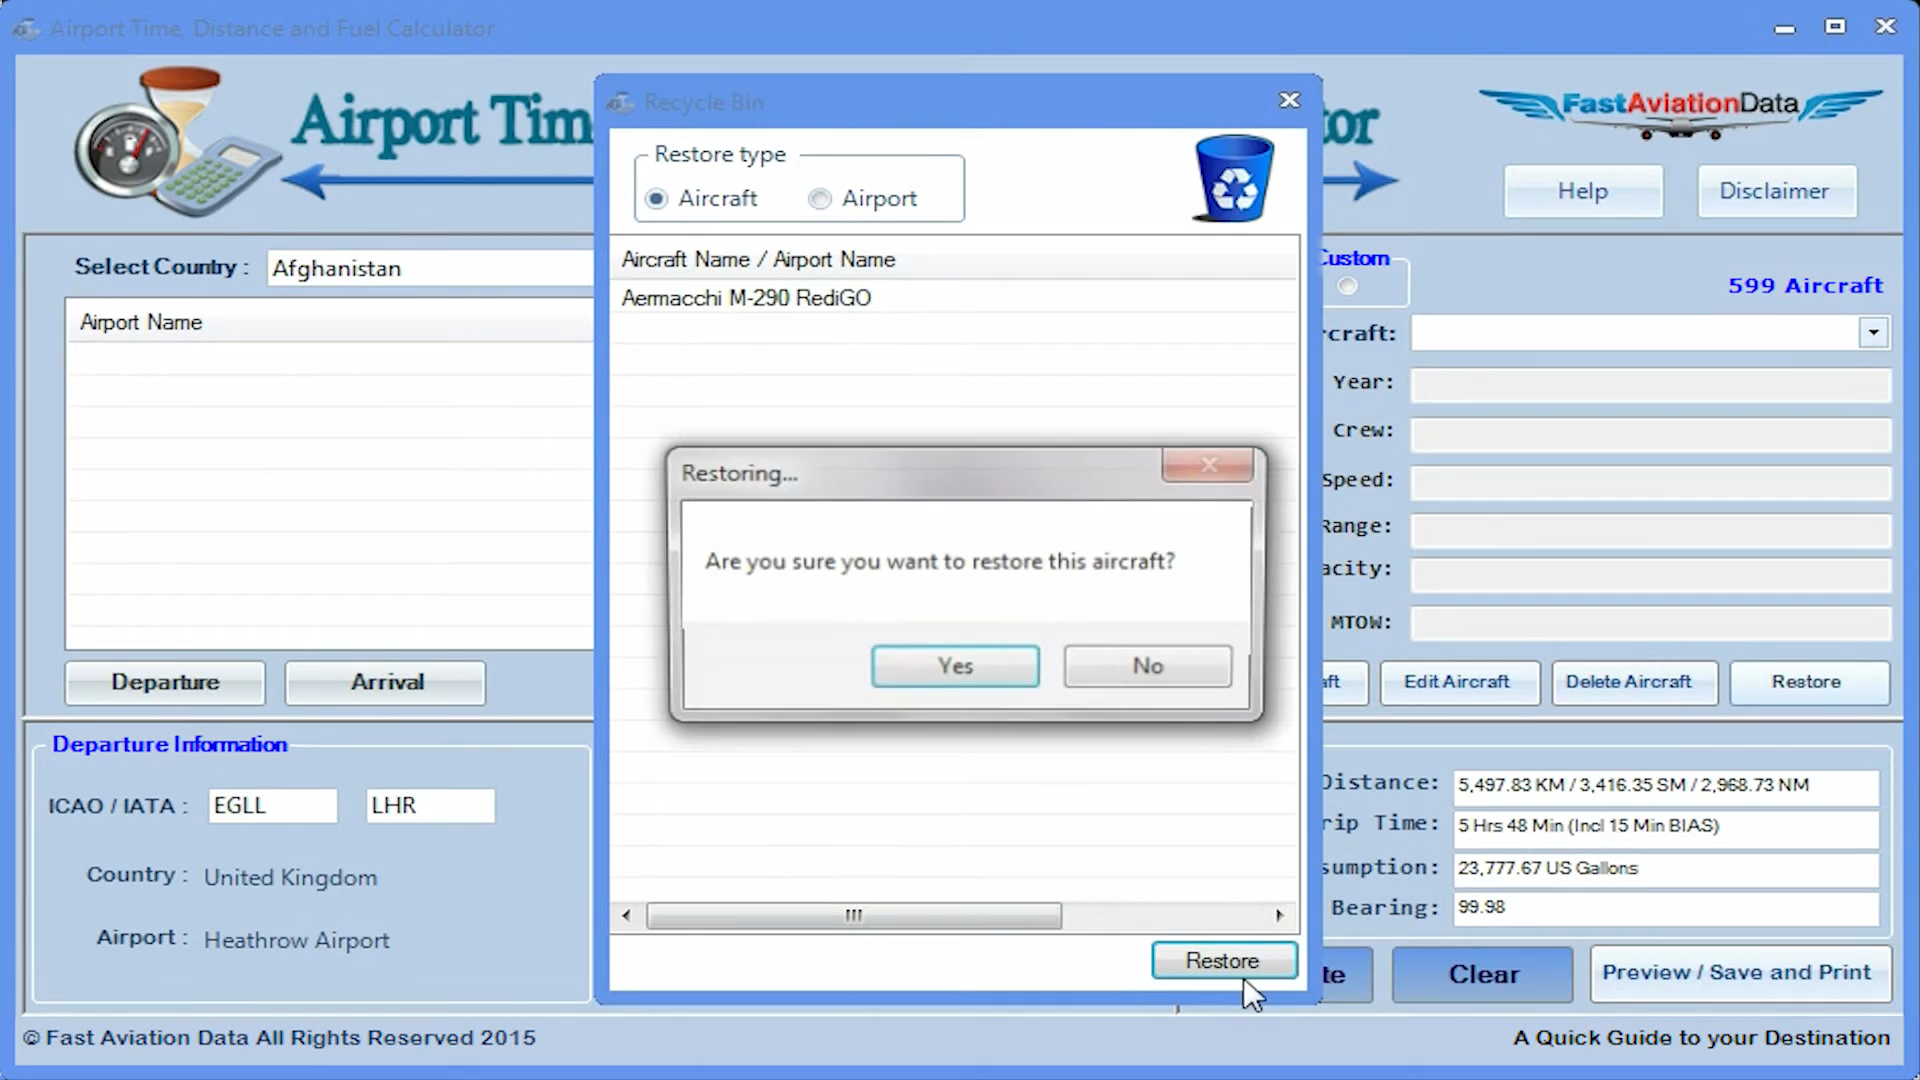 Airport Time, Distance and Fuel Calculator
Airport Tim
tor
FastAviationData
Help
Disclaimer
Select Country :
Afghanistan
Airport Name
Departure
Arrival
Departure Information
ICAO / IATA :
EGLL
LHR
Country :
United Kingdom
Airport :
Heathrow Airport
Recycle Bin
Restore type
Aircraft
Airport
Aircraft Name / Airport Name
Aermacchi M-290 RediGO
Restoring...
Are you sure you want to restore this aircraft?
Yes
No
Restore
Custom
599 Aircraft
rcraft:
Year:
Crew:
Speed:
Range:
acity:
MTOW:
aft
Edit Aircraft
Delete Aircraft
Restore
Distance:
5,497.83 KM / 3,416.35 SM / 2,968.73 NM
rip Time:
5 Hrs 48 Min (Incl 15 Min BIAS)
sumption:
23,777.67 US Gallons
Bearing:
99.98
te
Clear
Preview / Save and Print
© Fast Aviation Data All Rights Reserved 2015
A Quick Guide to your Destination